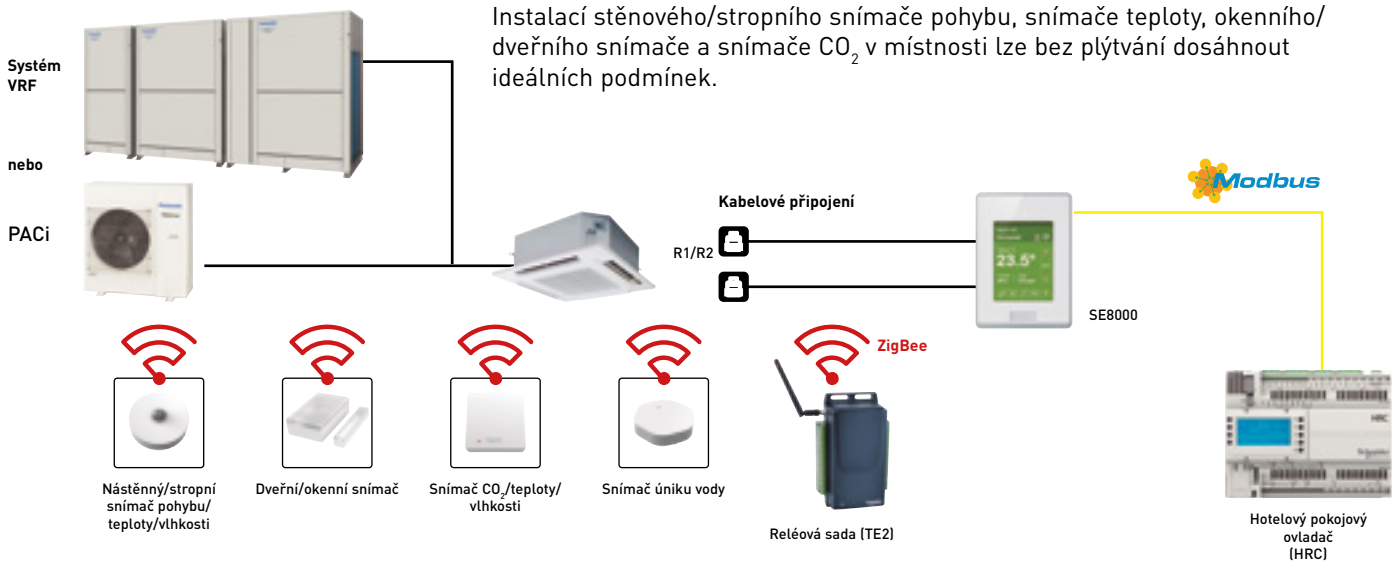 Instalací stěnového/stropního snímače pohybu, snímače teploty, okenního/
dveřního snímače a snímače CO₂ v místnosti lze bez plýtvání dosáhnout
ideálních podmínek.
Systém
VRF
nebo
PACi
Kabelové připojení
R1/R2
Modbus
23.5°
SE8000
ZigBee
HRC
Nástěnný/stropní
snímač pohybu/
teploty/vlhkosti
Dveřní/okenní snímač
Snímač CO₂/teploty/
vlhkosti
Snímač úniku vody
Reléová sada (TE2)
Hotelový pokojový
ovladač
(HRC)